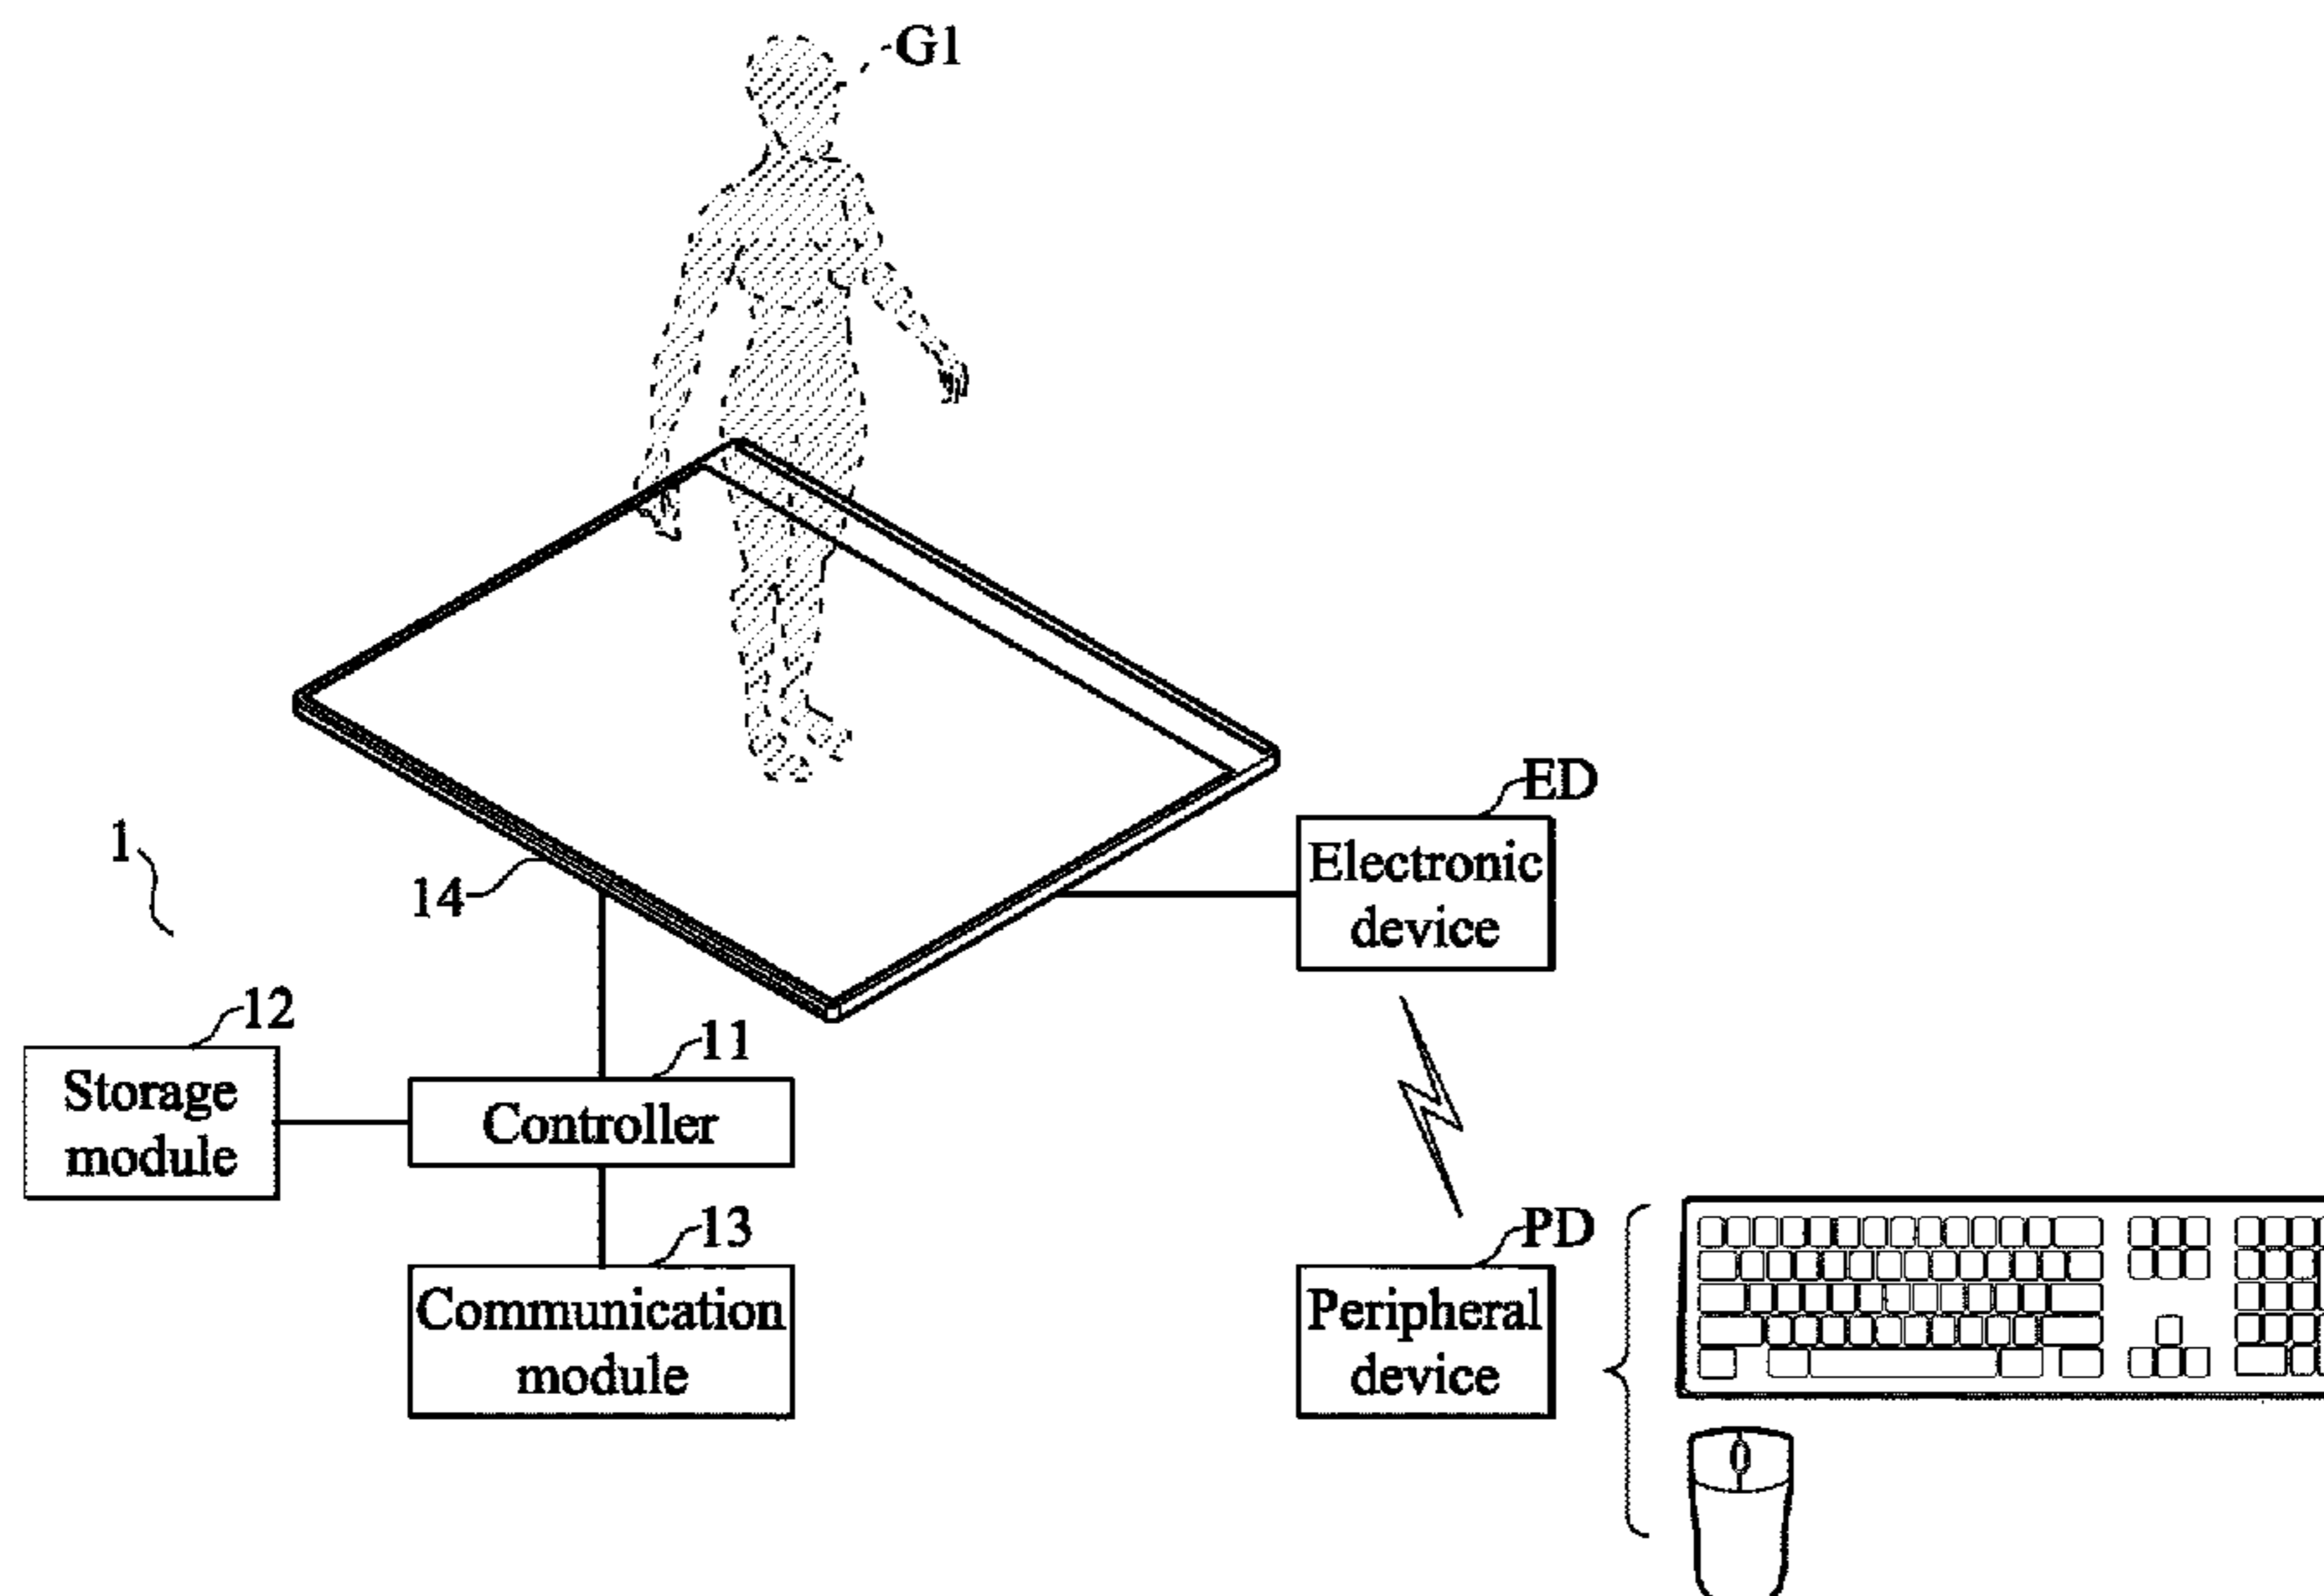 G1
ED
Electronic
device
1
14
12
Storage
module
11
Controller
13
Communication
module
PD
Peripheral
device